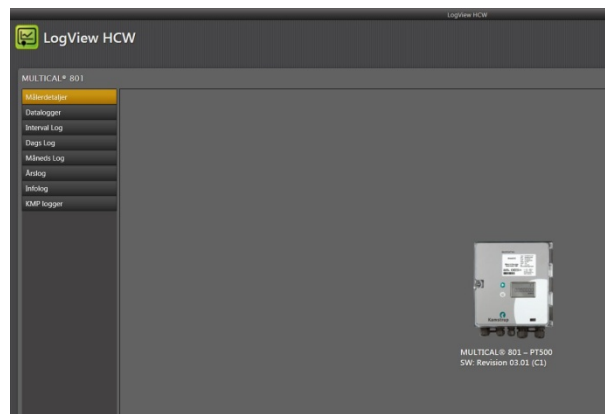 LogView HCW
LogView HCW
MULTICAL® 801
Målerdetaljer
Datalogger
Interval Log
Dags Log
Måneds Log
Årslog
Infolog
KMP logger
Kamstrup
MULTICAL® 801 – PT500
SW: Revision 03.01 (C1)